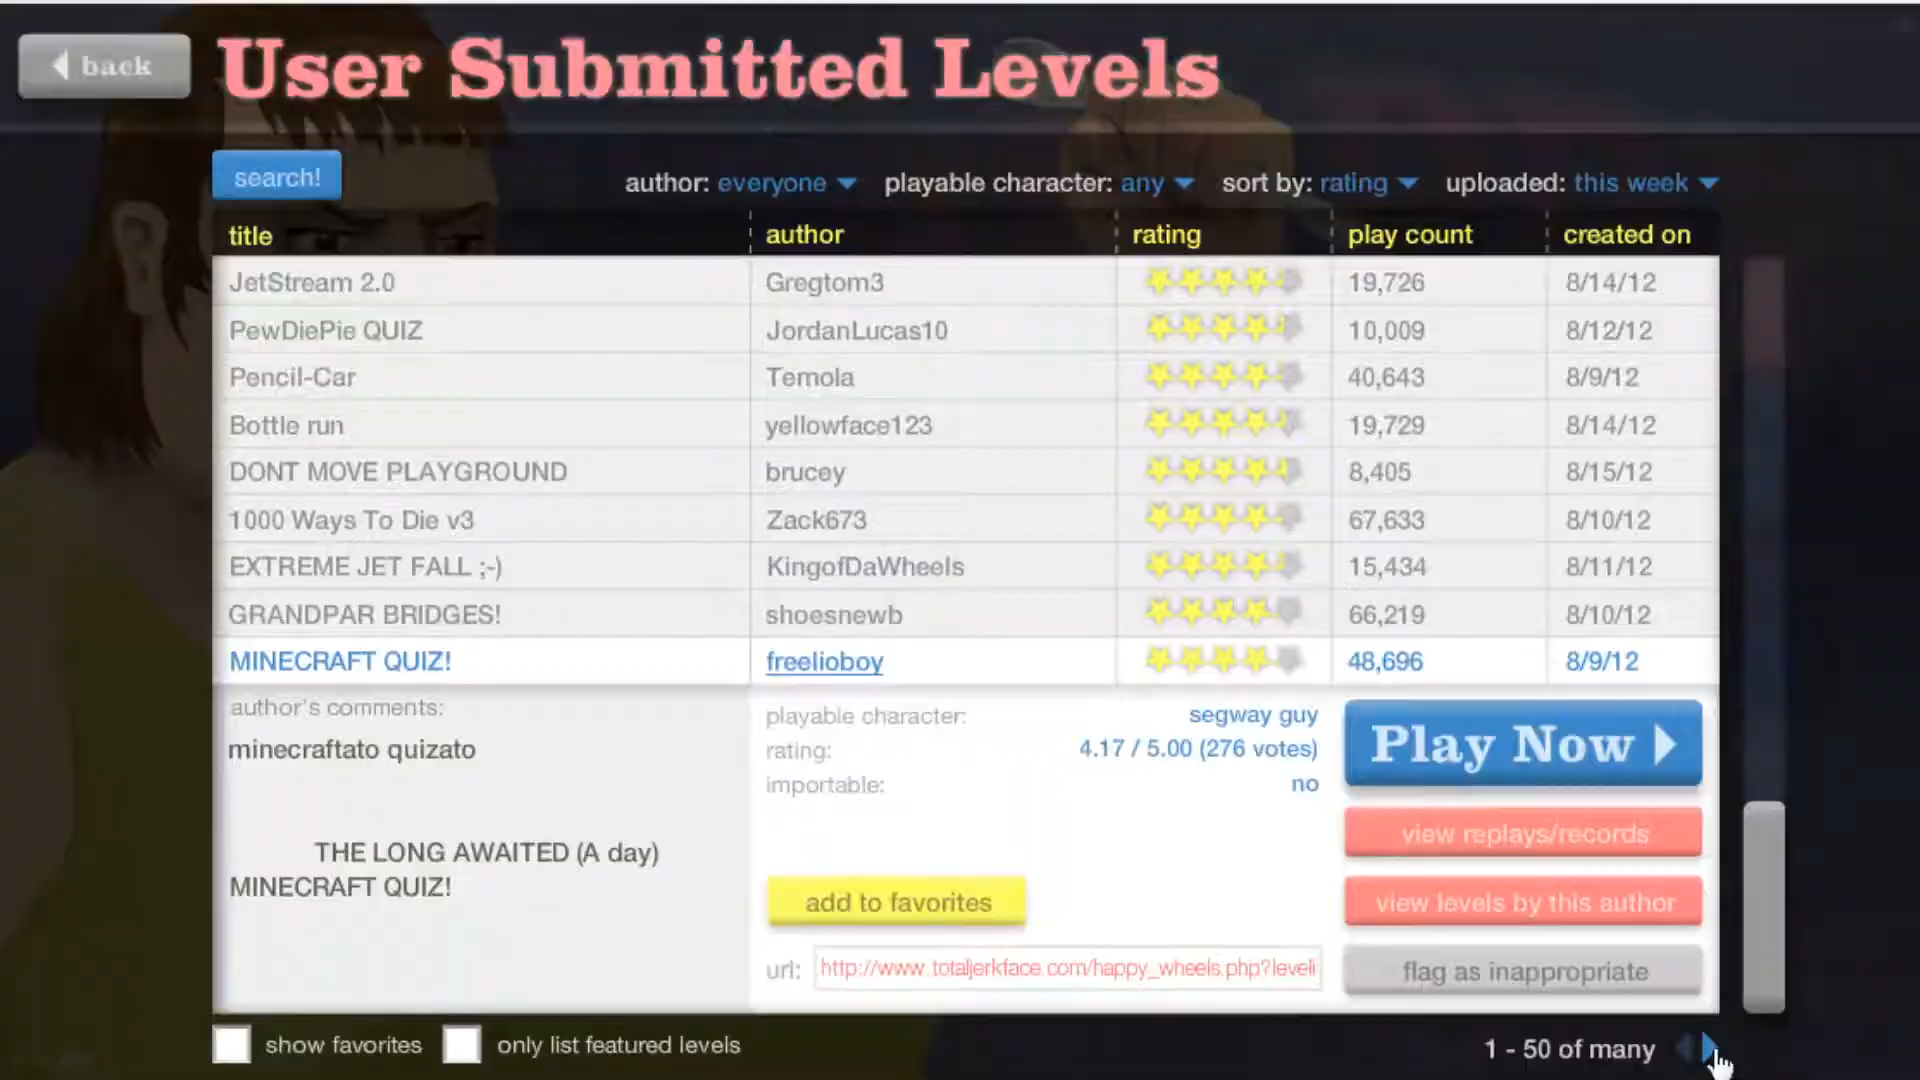 back
User Submitted Levels
search!
author: everyone
playable character: any
sort by: rating
uploaded: this week
title author rating play count created on
JetStream 2.0 Gregtom3 19,726 8/14/12
PewDiePie QUIZ JordanLucas10 10,009 8/12/12
Pencil-Car Temola 40,643 8/9/12
Bottle run yellowface123 19,729 8/14/12
DONT MOVE PLAYGROUND brucey 8,405 8/15/12
1000 Ways To Die v3 Zack673 67,633 8/10/12
EXTREME JET FALL ;-) KingofDaWheels 15,434 8/11/12
GRANDPAR BRIDGES! shoesnewb 66,219 8/10/12
MINECRAFT QUIZ! freelioboy 48,696 8/9/12
author's comments:
minecraftato quizato
THE LONG AWAITED (A day)
MINECRAFT QUIZ!
playable character: segway guy
rating: 4.17 / 5.00 (276 votes)
importable: no
add to favorites
url: http://www.totaljerkface.com/happy_wheels.php?leveli
Play Now
view replays/records
view levels by this author
flag as inappropriate
show favorites
only list featured levels
1 - 50 of many